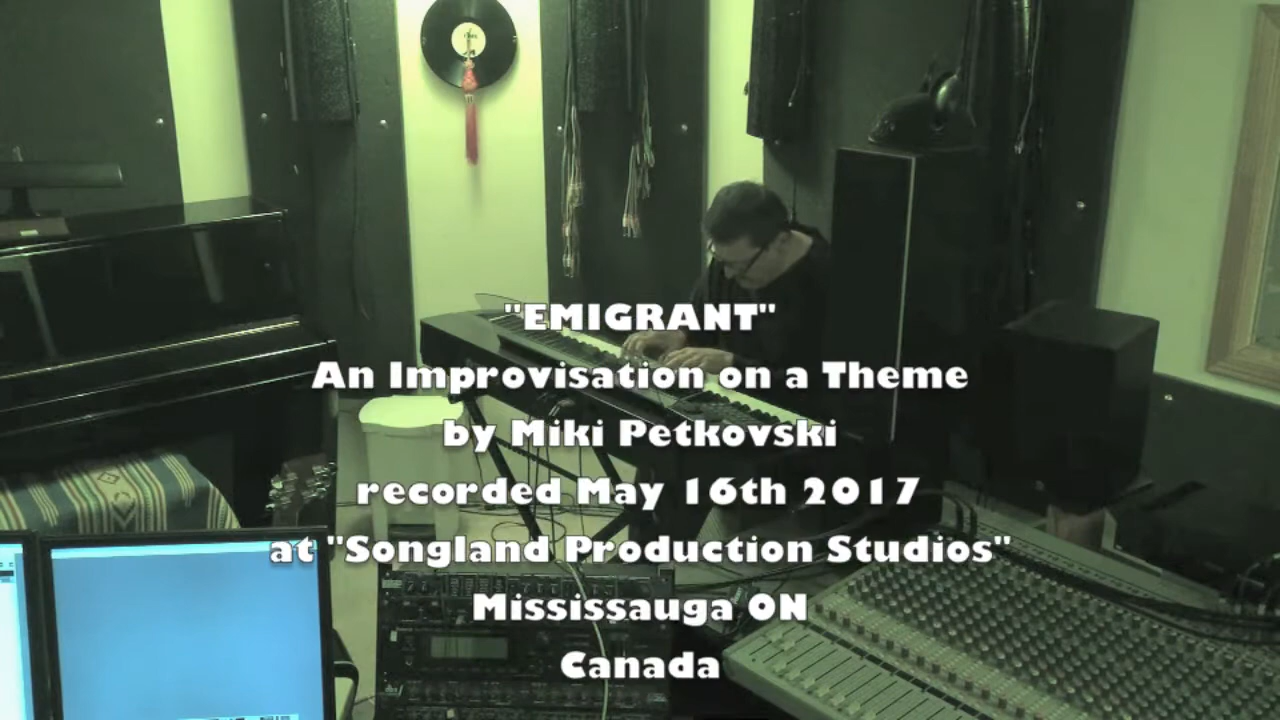 "EMIGRANT"
An Improvisation on a Theme
by Miki Petkovski
recorded May 16th 2017
at "Songland Production Studios"
Mississauga ON
Canada